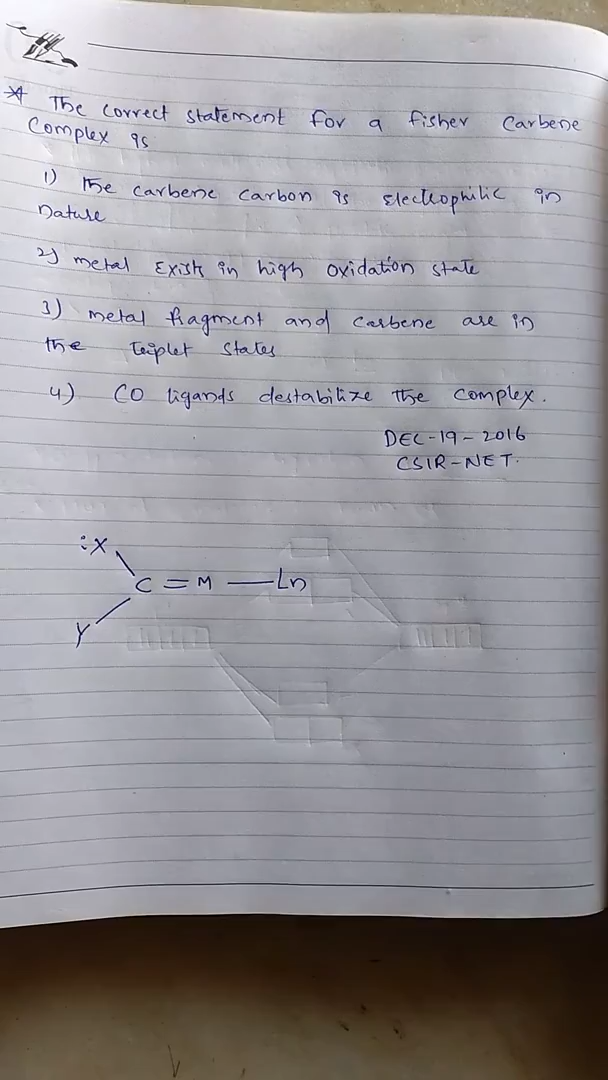 * The correct statement for a fisher carbene
Complex is
1) The carbene carbon is Electrophilic in
Nature
2) metal Exists in high oxidation state
3) metal fragment and carbene are in
the triplet states
4) CO ligands destabilize the complex.
DEC-19-2016
CSIR-NET.
:X
C = M — Ln
Y